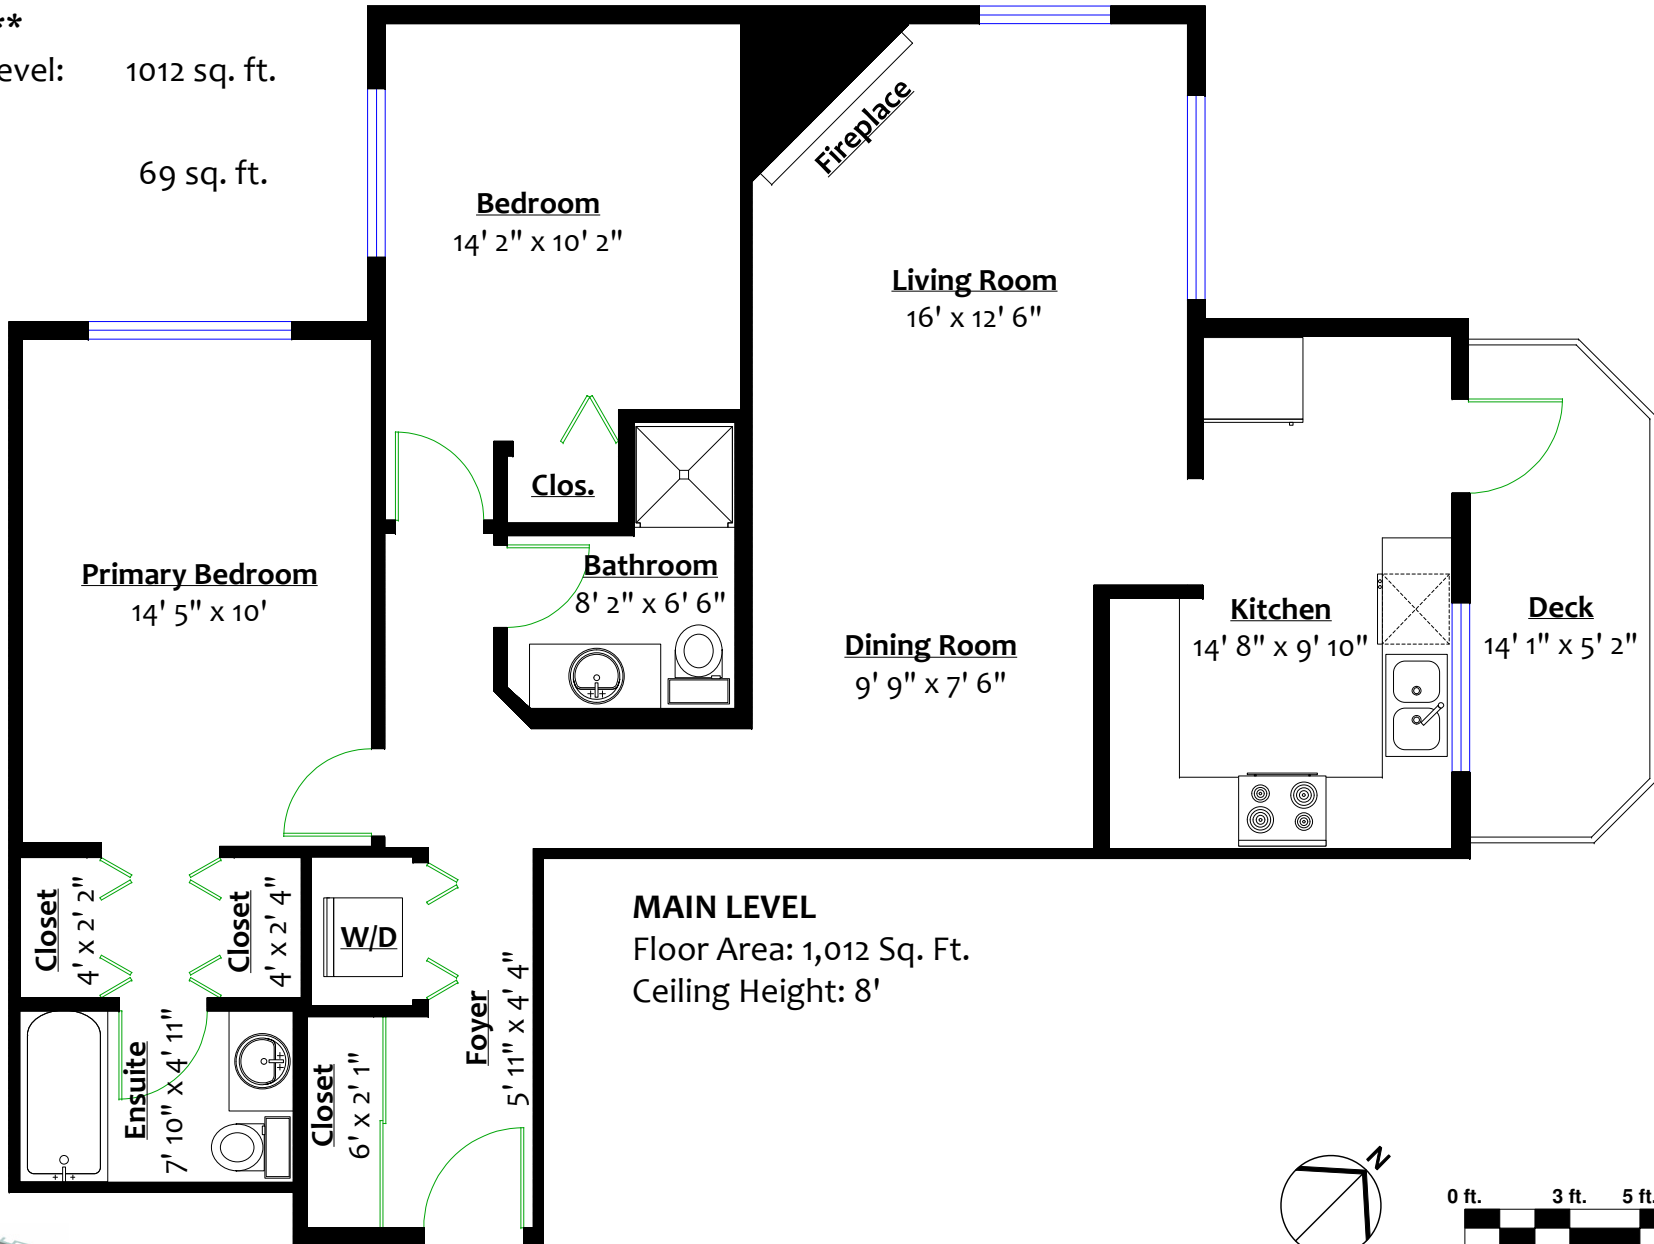 **
evel: 1012 sq. ft.
69 sq. ft.
Fireplace
Bedroom
14' 2" x 10' 2"
Living Room
16' x 12' 6"
Clos.
Bathroom
8' 2" x 6' 6"
Primary Bedroom
14' 5" x 10'
Kitchen
14' 8" x 9' 10"
Deck
14' 1" x 5' 2"
Dining Room
9' 9" x 7' 6"
Closet
4' x 2' 2"
Closet
4' x 2' 4"
W/D
MAIN LEVEL
Floor Area: 1,012 Sq. Ft.
Ceiling Height: 8'
Foyer
5' 11" x 4' 4"
Ensuite
7' 10" x 4' 11"
Closet
6' x 2' 1"
N
0 ft. 3 ft. 5 ft.